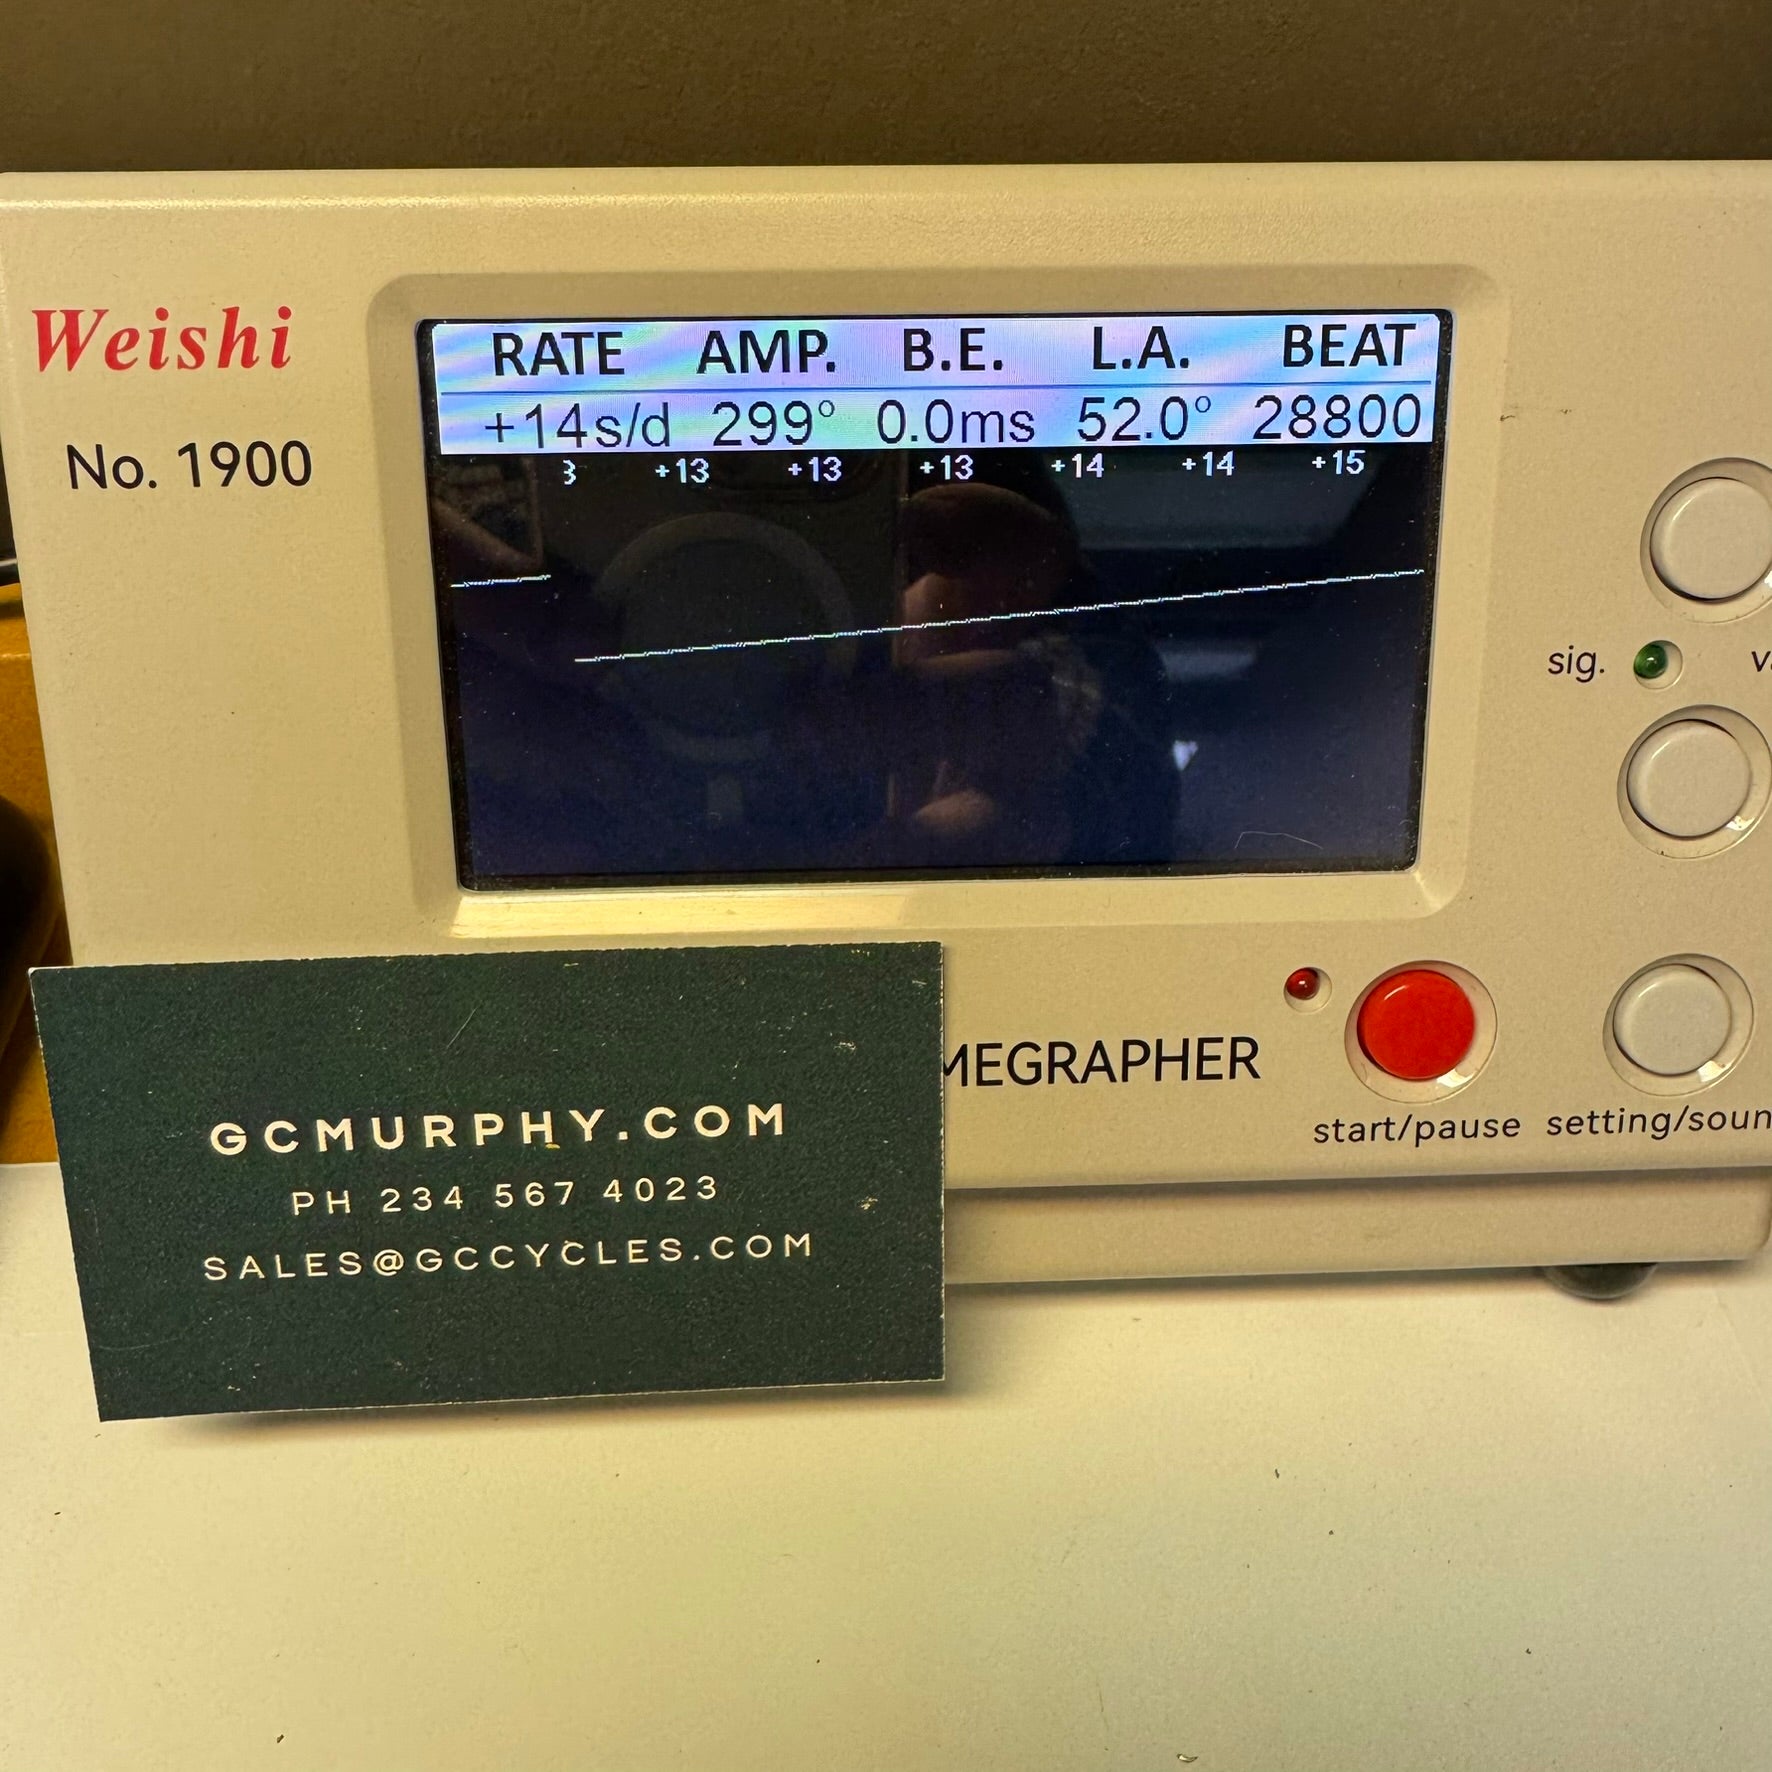 Weishi
No. 1900
RATE AMP. B.E. L.A. BEAT
+14s/d 299° 0.0ms 52.0° 28800
3 +13 +13 +13 +14 +14 +15
sig.
MEGRAPHER
start/pause setting/soun
GCMURPHY.COM
PH 234 567 4023
SALES@GCCYCLES.COM